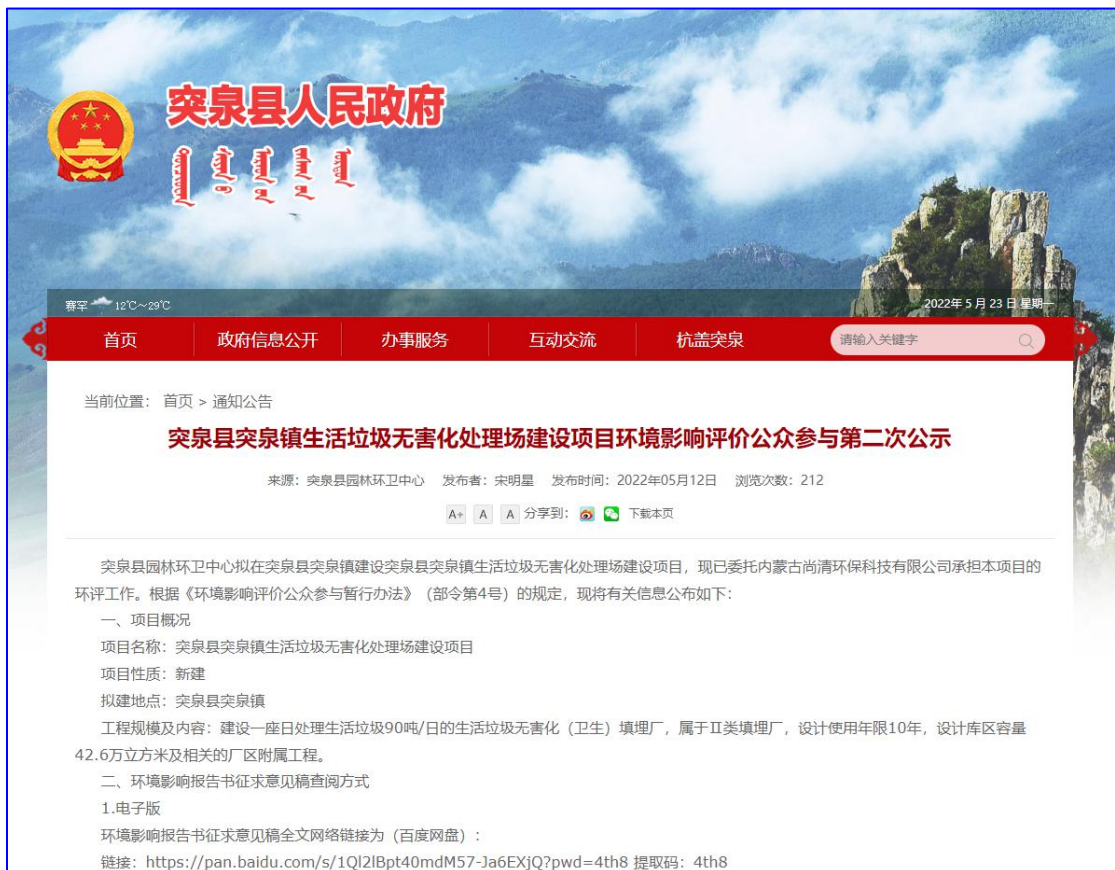 突泉县人民政府
赛罕 12℃～29℃
2022年 5 月 23 日 星期一
首页 政府信息公开 办事服务 互动交流 杭盖突泉 请输入关键字
当前位置： 首页 > 通知公告
突泉县突泉镇生活垃圾无害化处理场建设项目环境影响评价公众参与第二次公示
来源：突泉县园林环卫中心 发布者：宋明星 发布时间：2022年05月12日 浏览次数：212
A+ A A 分享到： 下载本页
突泉县园林环卫中心拟在突泉县突泉镇建设突泉县突泉镇生活垃圾无害化处理场建设项目，现已委托内蒙古尚清环保科技有限公司承担本项目的
环评工作。根据《环境影响评价公众参与暂行办法》（部令第4号）的规定，现将有关信息公布如下：
一、项目概况
项目名称：突泉县突泉镇生活垃圾无害化处理场建设项目
项目性质：新建
拟建地点：突泉县突泉镇
工程规模及内容：建设一座日处理生活垃圾90吨/日的生活垃圾无害化（卫生）填埋厂，属于Ⅱ类填埋厂，设计使用年限10年，设计库区容量
42.6万立方米及相关的厂区附属工程。
二、环境影响报告书征求意见稿查阅方式
1.电子版
环境影响报告书征求意见稿全文网络链接为（百度网盘）：
链接：https://pan.baidu.com/s/1Ql2lBpt40mdM57-Ja6EXjQ?pwd=4th8 提取码：4th8